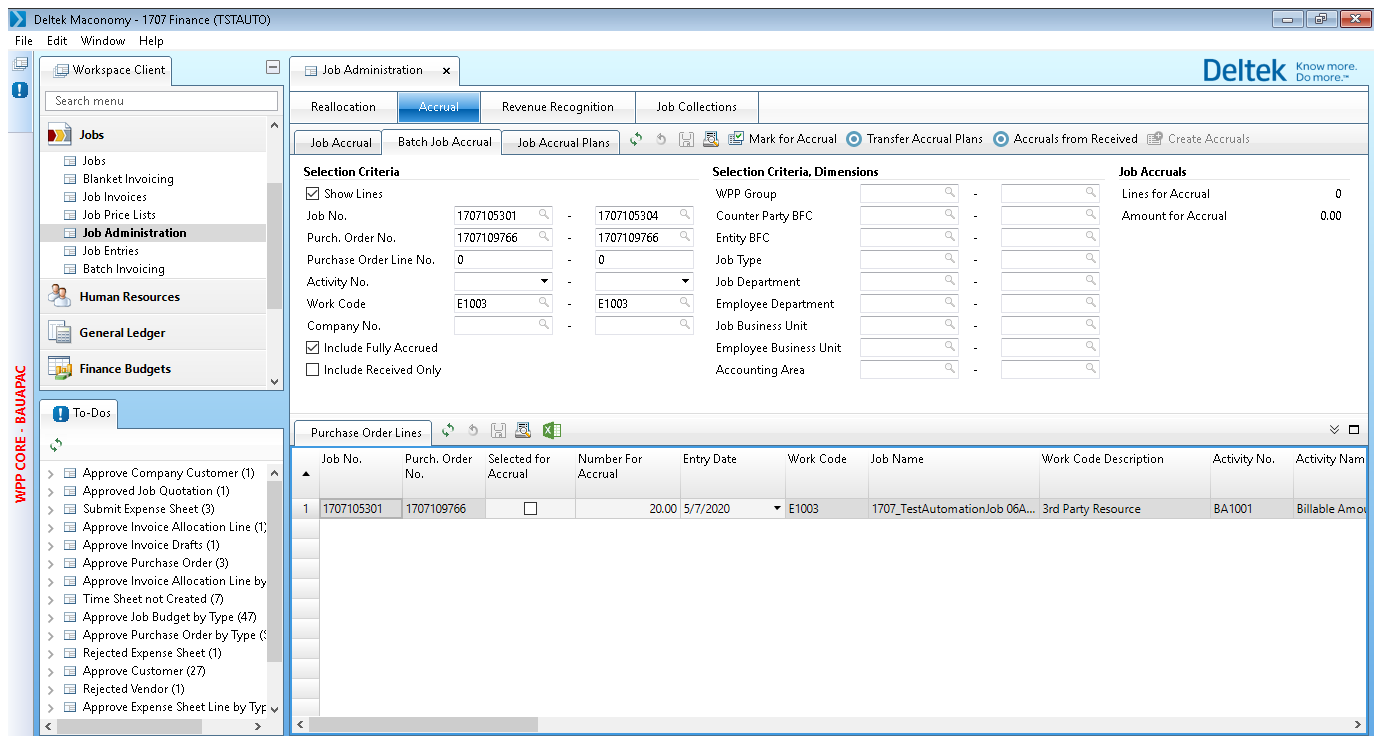 Deltek Maconomy - 1707 Finance (TSTAUTO)
File Edit Window Help
WPP CORE - BAUAPAC
Workspace Client
Search menu
Jobs
Jobs
Blanket Invoicing
Job Invoices
Job Price Lists
Job Administration
Job Entries
Batch Invoicing
Human Resources
General Ledger
Finance Budgets
To-Dos
Approve Company Customer (1)
Approved Job Quotation (1)
Submit Expense Sheet (3)
Approve Invoice Allocation Line (1)
Approve Invoice Drafts (1)
Approve Purchase Order (3)
Approve Invoice Allocation Line by
Time Sheet not Created (7)
Approve Job Budget by Type (47)
Approve Purchase Order by Type
Rejected Expense Sheet (1)
Approve Customer (27)
Rejected Vendor (1)
Approve Expense Sheet Line by Typ
Job Administration x
Deltek Know more.
Do more.™
Reallocation Accrual Revenue Recognition Job Collections
Job Accrual Batch Job Accrual Job Accrual Plans Mark for Accrual Transfer Accrual Plans Accruals from Received Create Accruals
Selection Criteria
Show Lines
Job No. 1707105301 - 1707105304
Purch. Order No. 1707109766 - 1707109766
Purchase Order Line No. 0 - 0
Activity No. -
Work Code E1003 - E1003
Company No. -
Include Fully Accrued
Include Received Only
Selection Criteria, Dimensions
WPP Group -
Counter Party BFC -
Entity BFC -
Job Type -
Job Department -
Employee Department -
Job Business Unit -
Employee Business Unit -
Accounting Area -
Job Accruals
Lines for Accrual 0
Amount for Accrual 0.00
Purchase Order Lines
Job No. Purch. Order No. Selected for Accrual Number For Accrual Entry Date Work Code Job Name Work Code Description Activity No. Activity Nam
1 1707105301 1707109766 20.00 5/7/2020 E1003 1707_TestAutomationJob 06A... 3rd Party Resource BA1001 Billable Amou